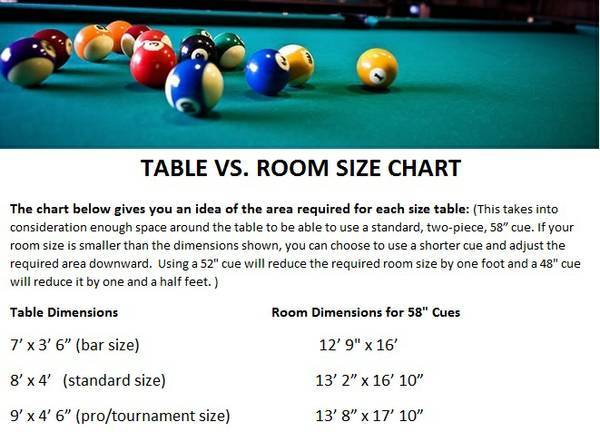 TABLE VS. ROOM SIZE CHART
The chart below gives you an idea of the area required for each size table: (This takes into
consideration enough space around the table to be able to use a standard, two-piece, 58” cue. If your
room size is smaller than the dimensions shown, you can choose to use a shorter cue and adjust the
required area downward.  Using a 52" cue will reduce the required room size by one foot and a 48" cue
will reduce it by one and a half feet. )
Table Dimensions Room Dimensions for 58" Cues
7’ x 3’ 6” (bar size) 12’ 9" x 16’
8’ x 4’ (standard size) 13’ 2” x 16’ 10”
9’ x 4’ 6” (pro/tournament size) 13’ 8” x 17’ 10”